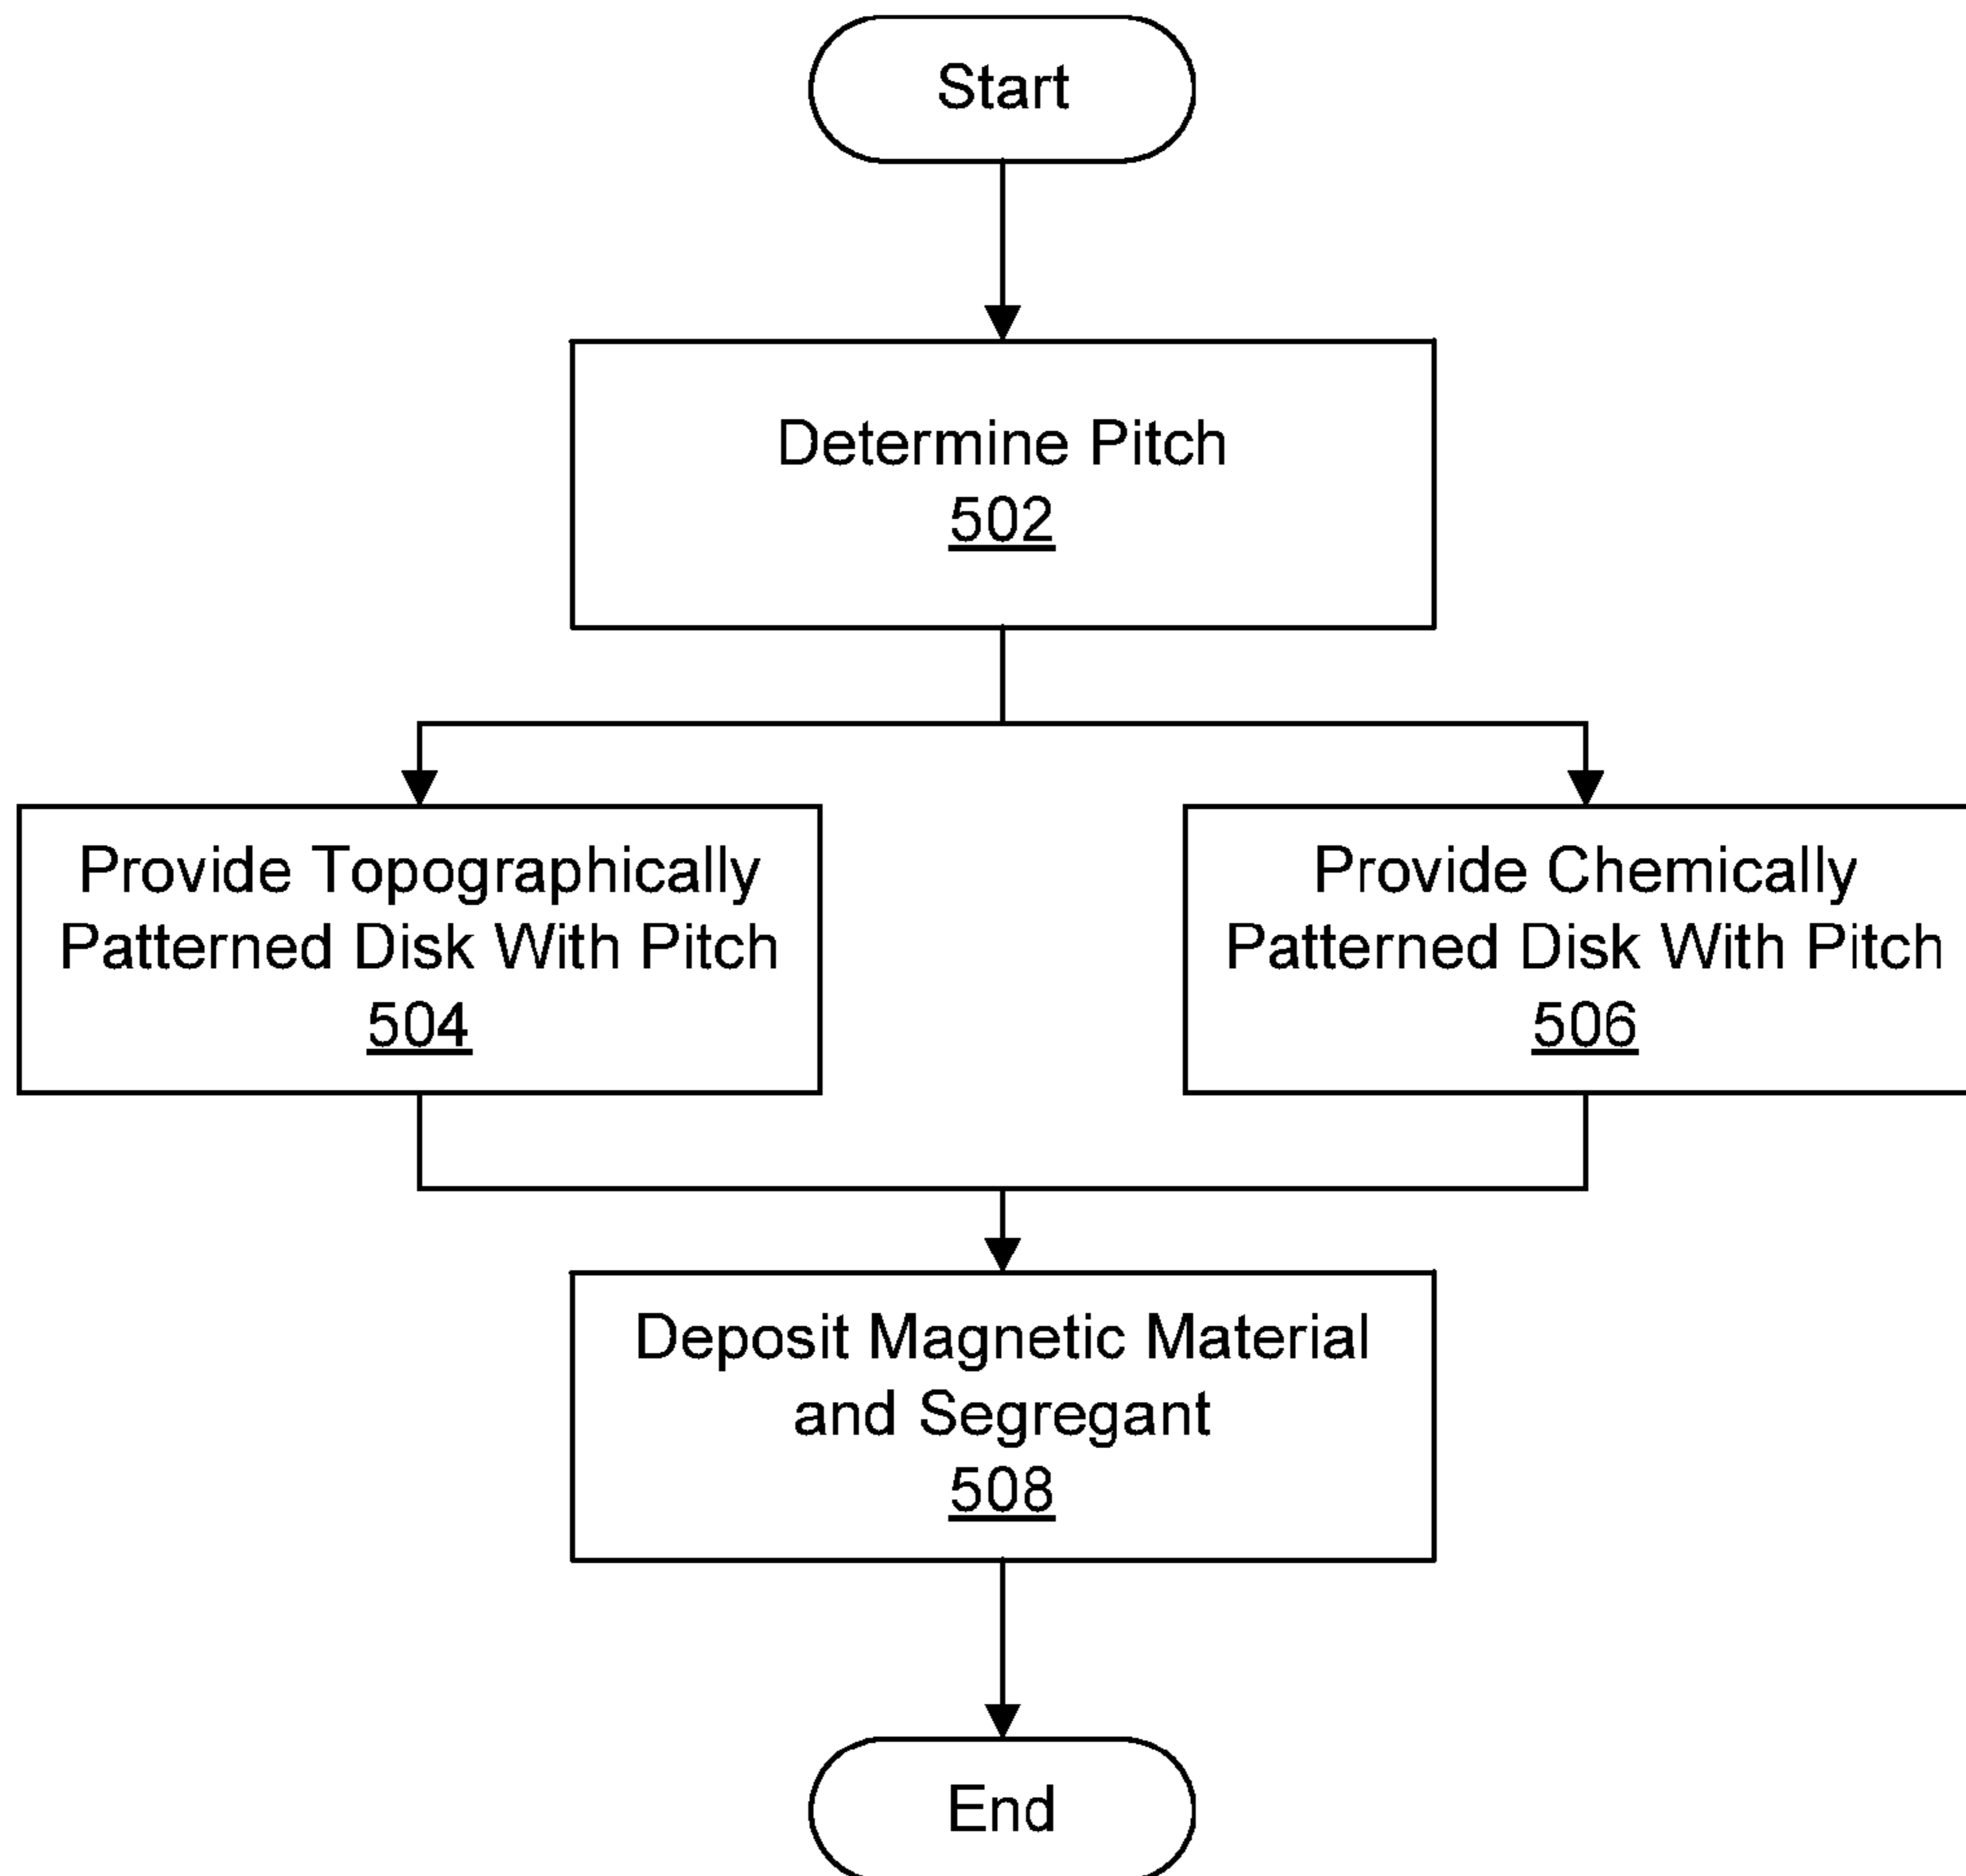 Start
Determine Pitch
502
Provide Topographically
Patterned Disk With Pitch
504
Provide Chemically
Patterned Disk With Pitch
506
Deposit Magnetic Material
and Segregant
508
End